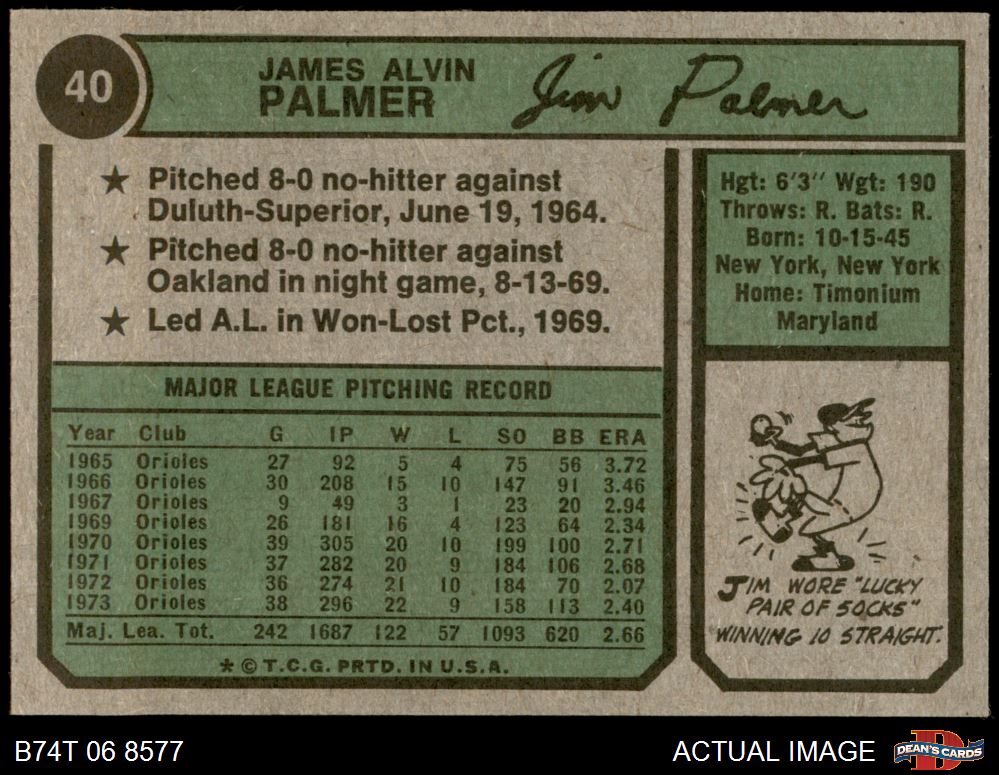 40
JAMES ALVIN
PALMER
Jim Palmer
★ Pitched 8-0 no-hitter against
Duluth-Superior, June 19, 1964.
★ Pitched 8-0 no-hitter against
Oakland in night game, 8-13-69.
★ Led A.L. in Won-Lost Pct., 1969.
Hgt: 6'3" Wgt: 190
Throws: R. Bats: R.
Born: 10-15-45
New York, New York
Home: Timonium
Maryland
MAJOR LEAGUE PITCHING RECORD
Year Club G IP W L SO BB ERA
1965 Orioles 27 92 5 4 75 56 3.72
1966 Orioles 30 208 15 10 147 91 3.46
1967 Orioles 9 49 3 1 23 20 2.94
1969 Orioles 26 181 16 4 123 64 2.34
1970 Orioles 39 305 20 10 199 100 2.71
1971 Orioles 37 282 20 9 184 106 2.68
1972 Orioles 36 274 21 10 184 70 2.07
1973 Orioles 38 296 22 9 158 113 2.40
Maj. Lea. Tot. 242 1687 122 57 1093 620 2.66
* © T.C.G. PRTD. IN U.S.A.
JIM WORE "LUCKY
PAIR OF SOCKS"
WINNING 10 STRAIGHT.
B74T 06 8577
ACTUAL IMAGE
DEAN'S CARDS